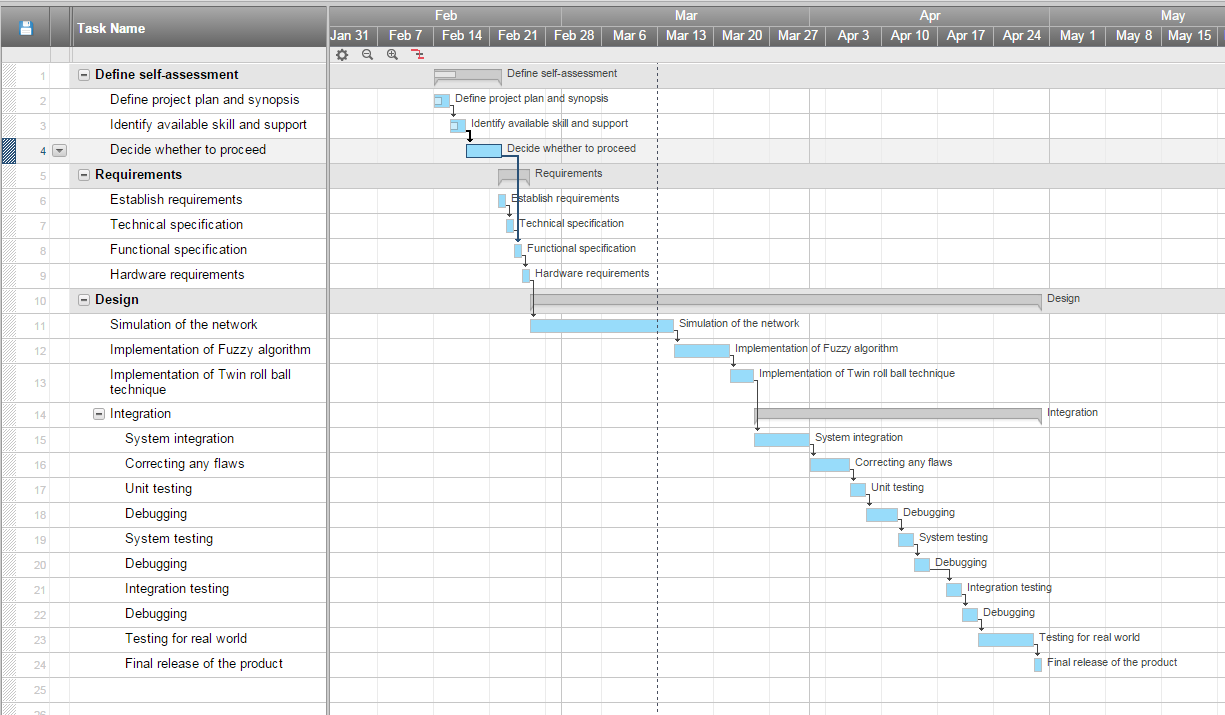 Feb Mar Apr May
Task Name
Jan 31 Feb 7 Feb 14 Feb 21 Feb 28 Mar 6 Mar 13 Mar 20 Mar 27 Apr 3 Apr 10 Apr 17 Apr 24 May 1 May 8 May 15
1 Define self-assessment Define self-assessment
2 Define project plan and synopsis Define project plan and synopsis
3 Identify available skill and support Identify available skill and support
4 Decide whether to proceed Decide whether to proceed
5 Requirements Requirements
6 Establish requirements Establish requirements
7 Technical specification Technical specification
8 Functional specification Functional specification
9 Hardware requirements Hardware requirements
10 Design Design
11 Simulation of the network Simulation of the network
12 Implementation of Fuzzy algorithm Implementation of Fuzzy algorithm
13 Implementation of Twin roll ball Implementation of Twin roll ball technique
technique
14 Integration Integration
15 System integration System integration
16 Correcting any flaws Correcting any flaws
17 Unit testing Unit testing
18 Debugging Debugging
19 System testing System testing
20 Debugging Debugging
21 Integration testing Integration testing
22 Debugging Debugging
23 Testing for real world Testing for real world
24 Final release of the product Final release of the product
25